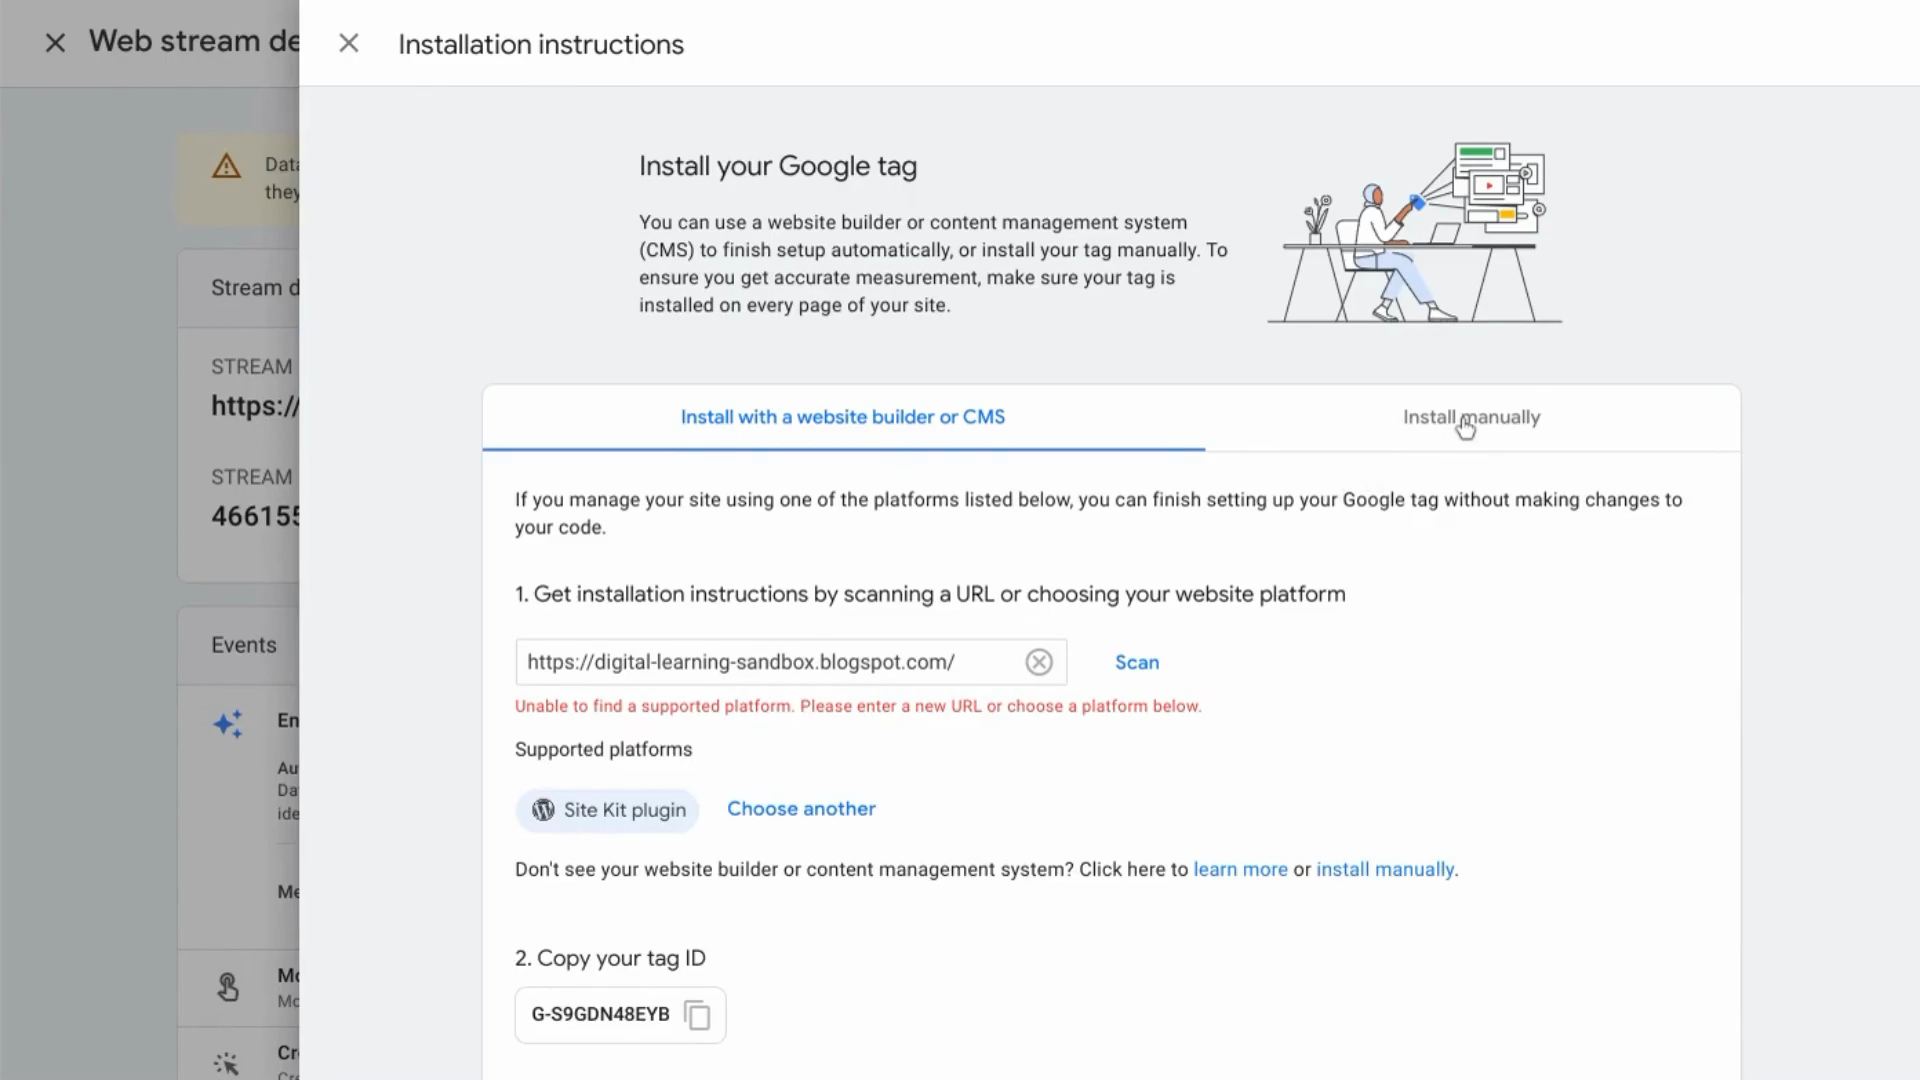 Web stream de
Installation instructions
Data
they
Stream d
STREAM
https://
STREAM
466155
Events
En
Au
Da
ide
Me
Mo
Mo
Cr
Cre
Install your Google tag
You can use a website builder or content management system
(CMS) to finish setup automatically, or install your tag manually. To
ensure you get accurate measurement, make sure your tag is
installed on every page of your site.
Install with a website builder or CMS
Install manually
If you manage your site using one of the platforms listed below, you can finish setting up your Google tag without making changes to
your code.
1. Get installation instructions by scanning a URL or choosing your website platform
https://digital-learning-sandbox.blogspot.com/
Scan
Unable to find a supported platform. Please enter a new URL or choose a platform below.
Supported platforms
Site Kit plugin
Choose another
Don't see your website builder or content management system? Click here to learn more or install manually.
2. Copy your tag ID
G-S9GDN48EYB